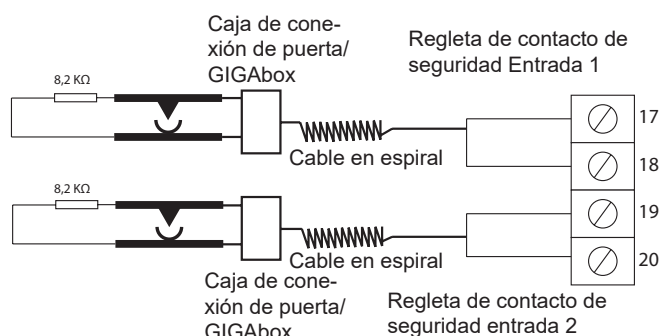 Caja de cone-
xión de puerta/
GIGAbox
Regleta de contacto de
seguridad Entrada 1
8,2 KΩ
17
Cable en espiral
18
8,2 KΩ
19
Cable en espiral
20
Caja de cone-
xión de puerta/
GIGAbox
Regleta de contacto de
seguridad entrada 2